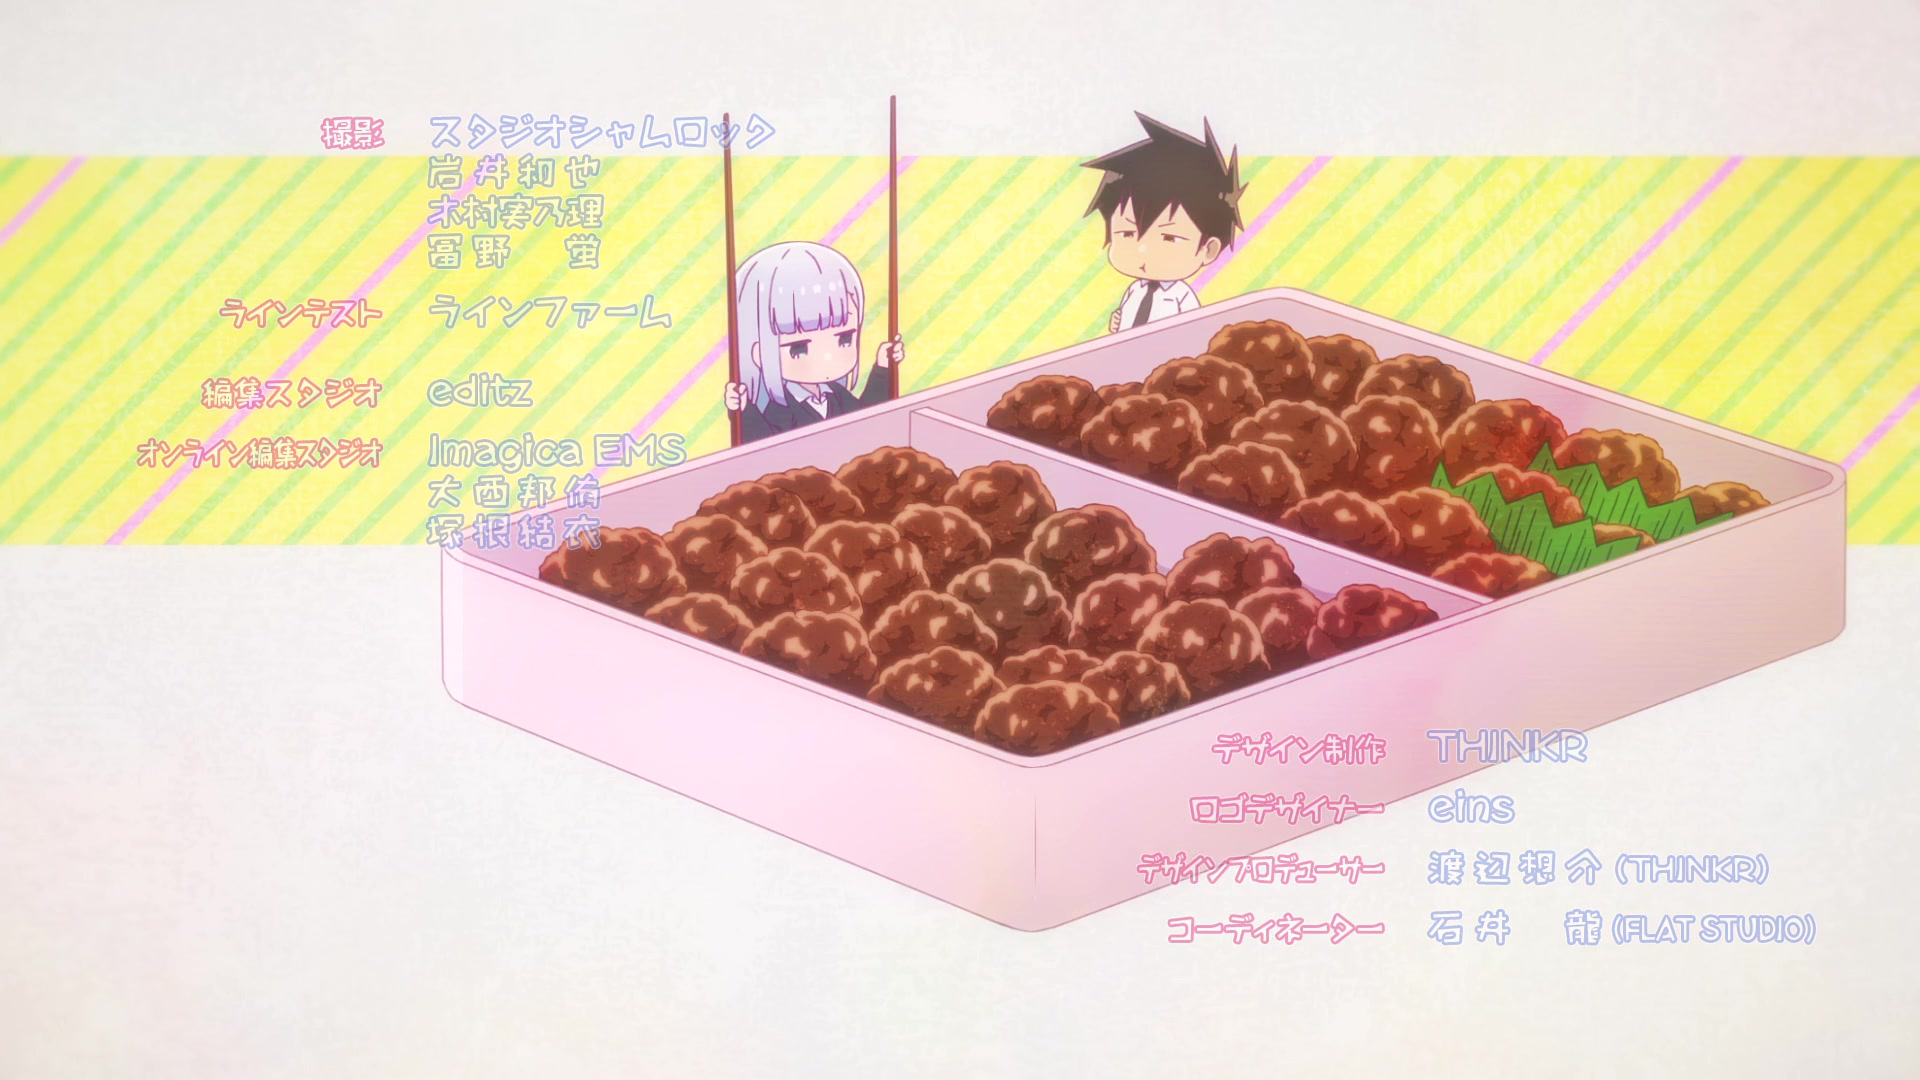 撮影 スタジオシャムロック
岩井和也
木村実乃理
冨野 蛍
ラインテスト ラインファーム
編集スタジオ editz
オンライン編集スタジオ Imagica EMS
大西邦侑
塚根結衣
デザイン制作 THINKR
ロゴデザイナー eins
デザインプロデューサー 渡辺想介 (THINKR)
コーディネーター 石井 龍 (FLAT STUDIO)